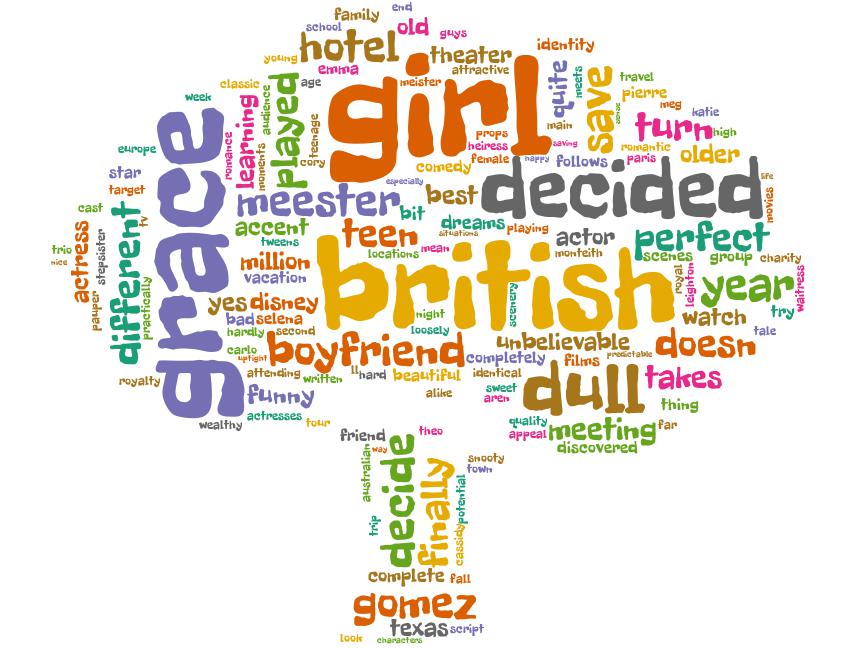 end
family
old
school
guys
hotel
theater
identity
young
emma
attractive
girl
quite
meets
save
travel
classic
age
meister
pierre
week
learning
audience
played
teenage
meg
katie
grace
props
main
turn
high
europe
romance
moments
cory
heiress
saving
romantic
female
happy
follows
paris
older
comedy
star
target
especially
decided
life
movies
meester
best
cast
tv
bit
accent
dreams
playing
teen
situations
actor
perfect
tweens
trio
nice
actress
stepsister
different
locations
mean
monteith
scenes
group
charity
million
vacation
british
royal
leighton
year
waitress
pauper
practically
yes
disney
scenery
bad
selena
night
watch
try
hardly
second
loosely
tale
carlo
uptight
boyfriend
unbelievable
doesn
completely
films
predictable
attending
written
ll
hard
beautiful
identical
dull
takes
royalty
funny
alike
sweet
aren
thing
actresses
wealthy
tour
quality
appeal
meeting
far
discovered
friend
theo
way
australian
decide
finally
snooty
town
potential
trip
cassidy
complete
fall
gomez
texas
script
look
characters